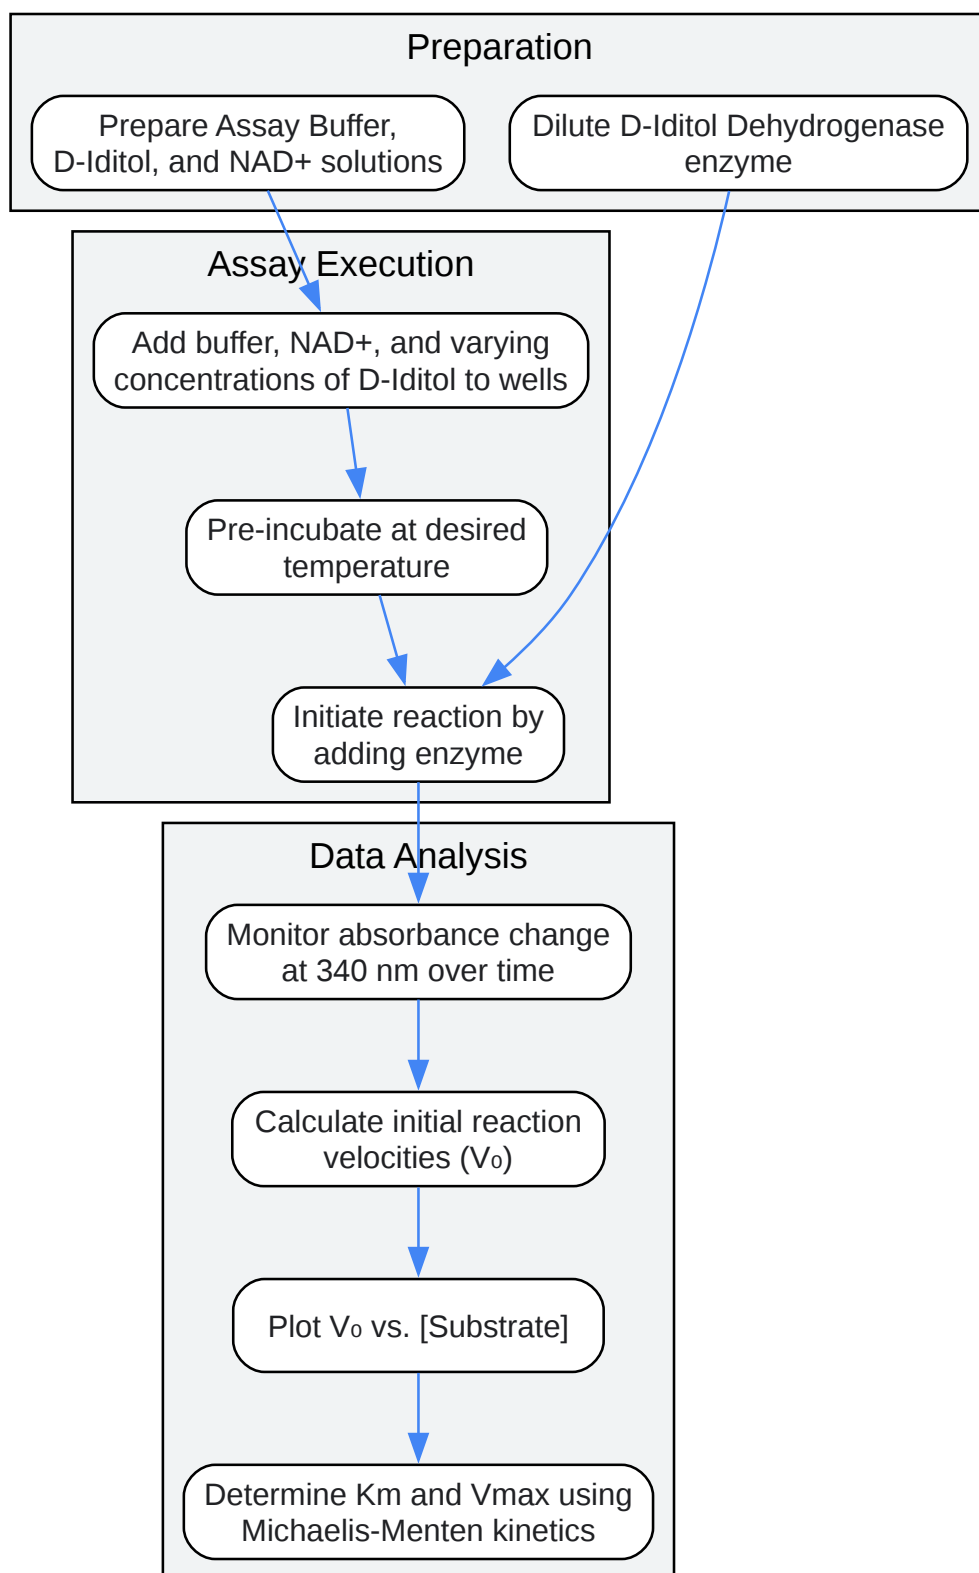 Preparation
Prepare Assay Buffer,
D-Iditol, and NAD+ solutions
Dilute D-Iditol Dehydrogenase
enzyme
Assay Execution
Add buffer, NAD+, and varying
concentrations of D-Iditol to wells
Pre-incubate at desired
temperature
Initiate reaction by
adding enzyme
Data Analysis
Monitor absorbance change
at 340 nm over time
Calculate initial reaction
velocities (V₀)
Plot V₀ vs. [Substrate]
Determine Km and Vmax using
Michaelis-Menten kinetics